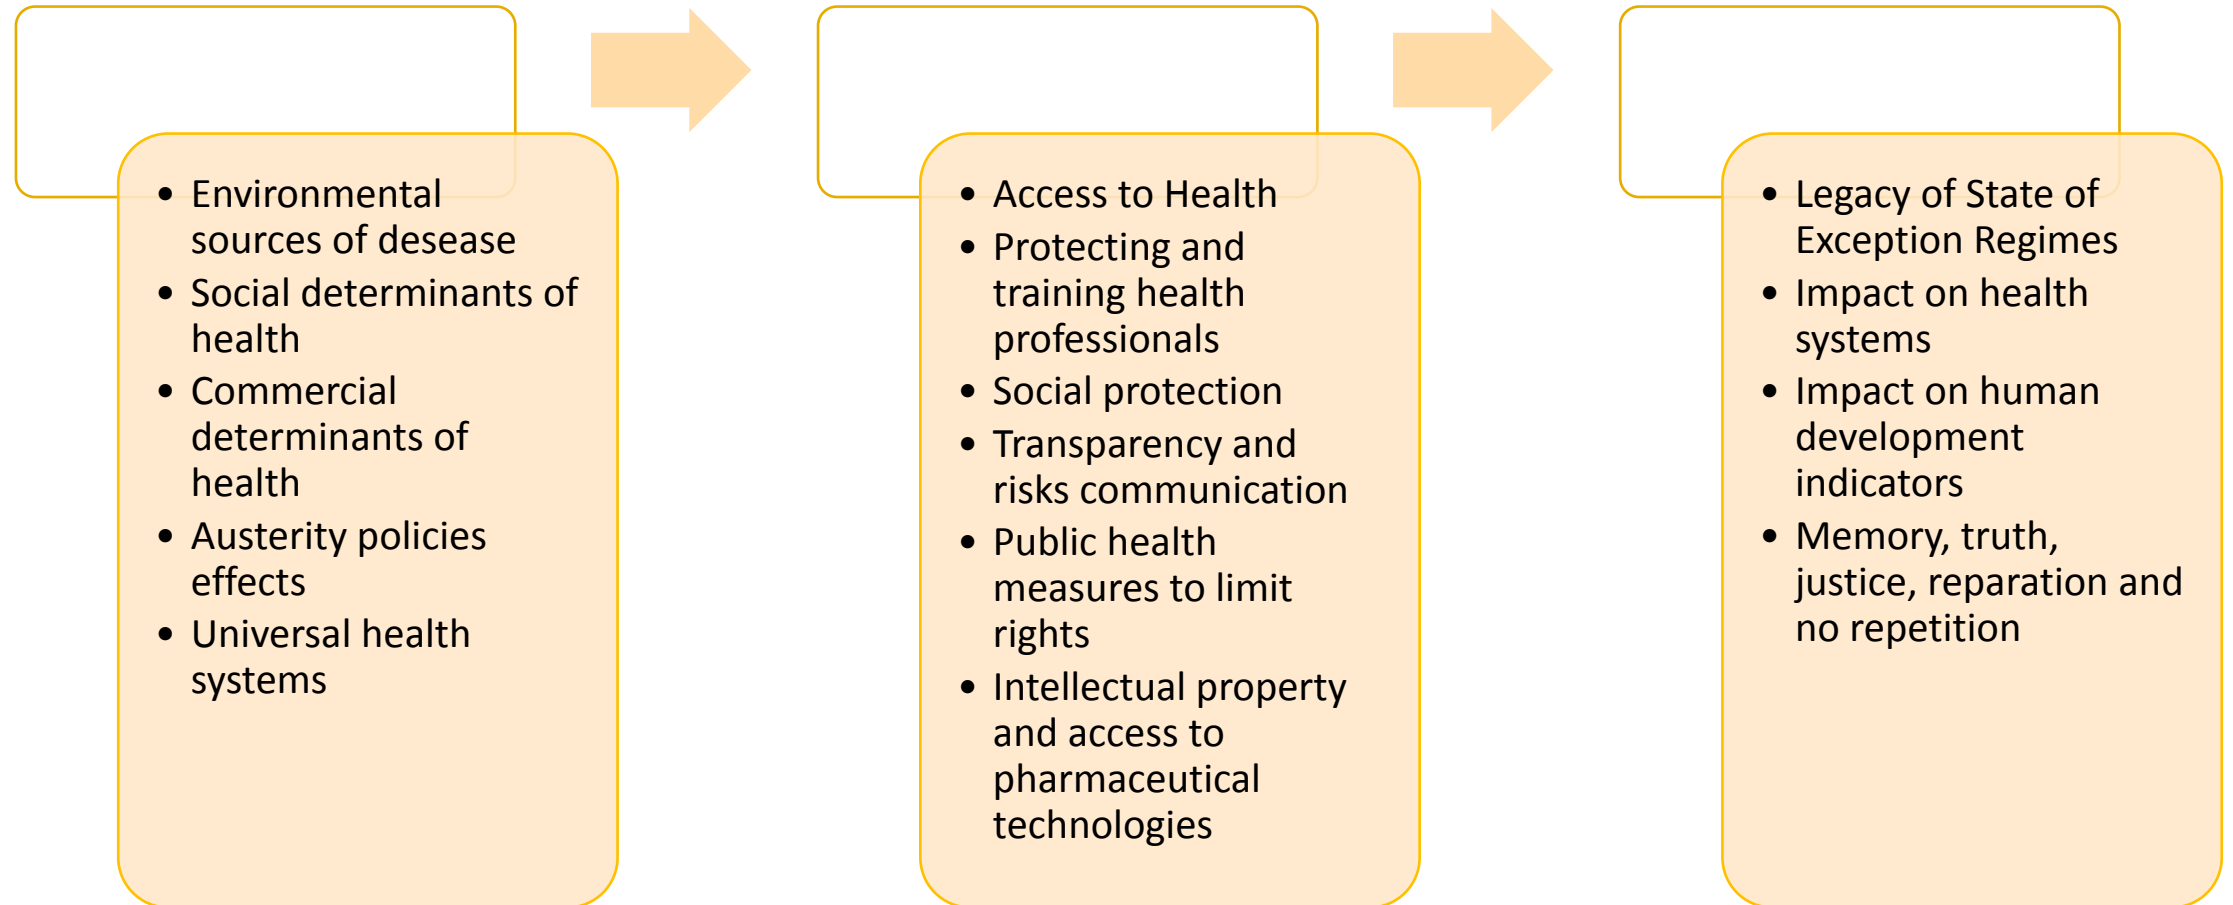 • Environmental
sources of desease
• Social determinants of
health
• Commercial
determinants of
health
• Austerity policies
effects
• Universal health
systems
• Access to Health
• Protecting and
training health
professionals
• Social protection
• Transparency and
risks communication
• Public health
measures to limit
rights
• Intellectual property
and access to
pharmaceutical
technologies
• Legacy of State of
Exception Regimes
• Impact on health
systems
• Impact on human
development
indicators
• Memory, truth,
justice, reparation and
no repetition